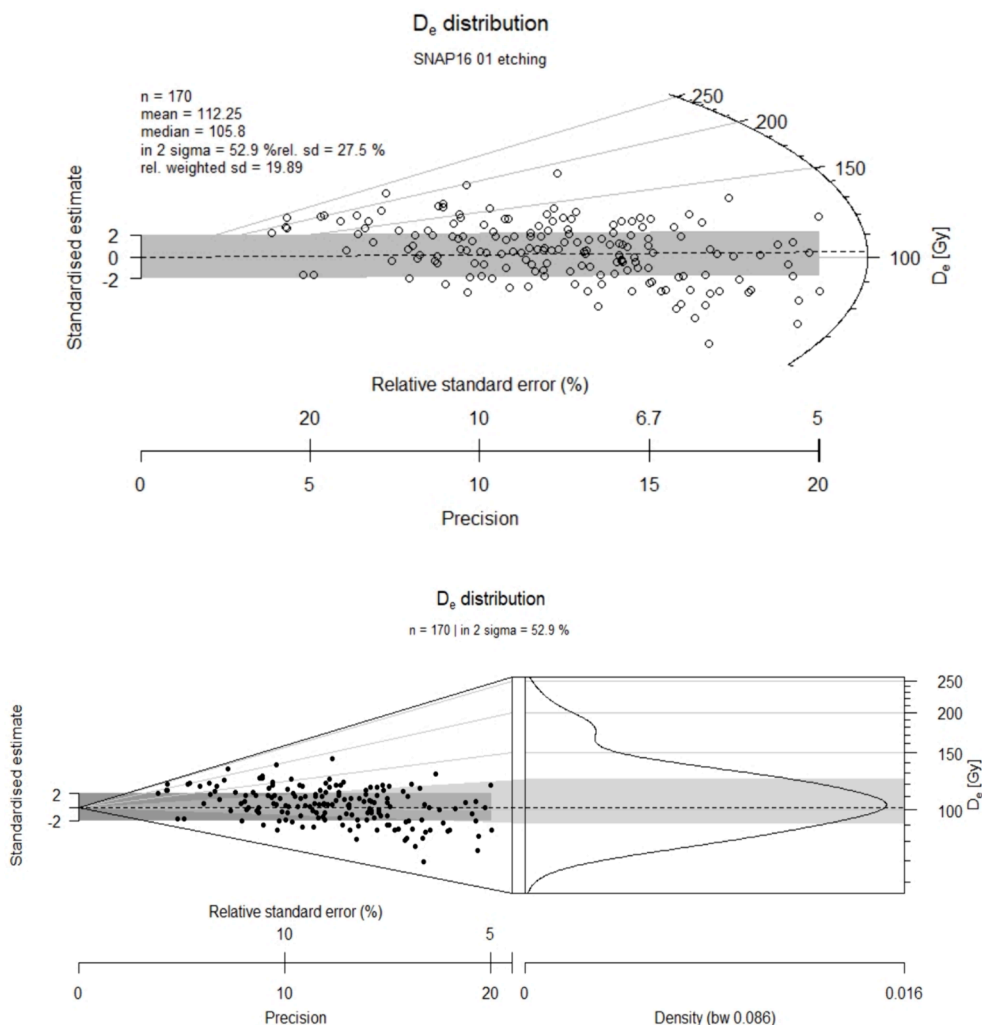 De distribution
SNAP16 01 etching
n = 170
mean = 112.25
median = 105.8
in 2 sigma = 52.9 %rel. sd = 27.5 %
rel. weighted sd = 19.89
250
200
150
100
De [Gy]
Standardised estimate
2
0
-2
Relative standard error (%)
20 10 6.7 5
0 5 10 15 20
Precision
De distribution
n = 170 | in 2 sigma = 52.9 %
Standardised estimate
2
-2
250
200
150
100
De [Gy]
Relative standard error (%)
10 5
0 10 20
Precision
0 0.016
Density (bw 0.086)